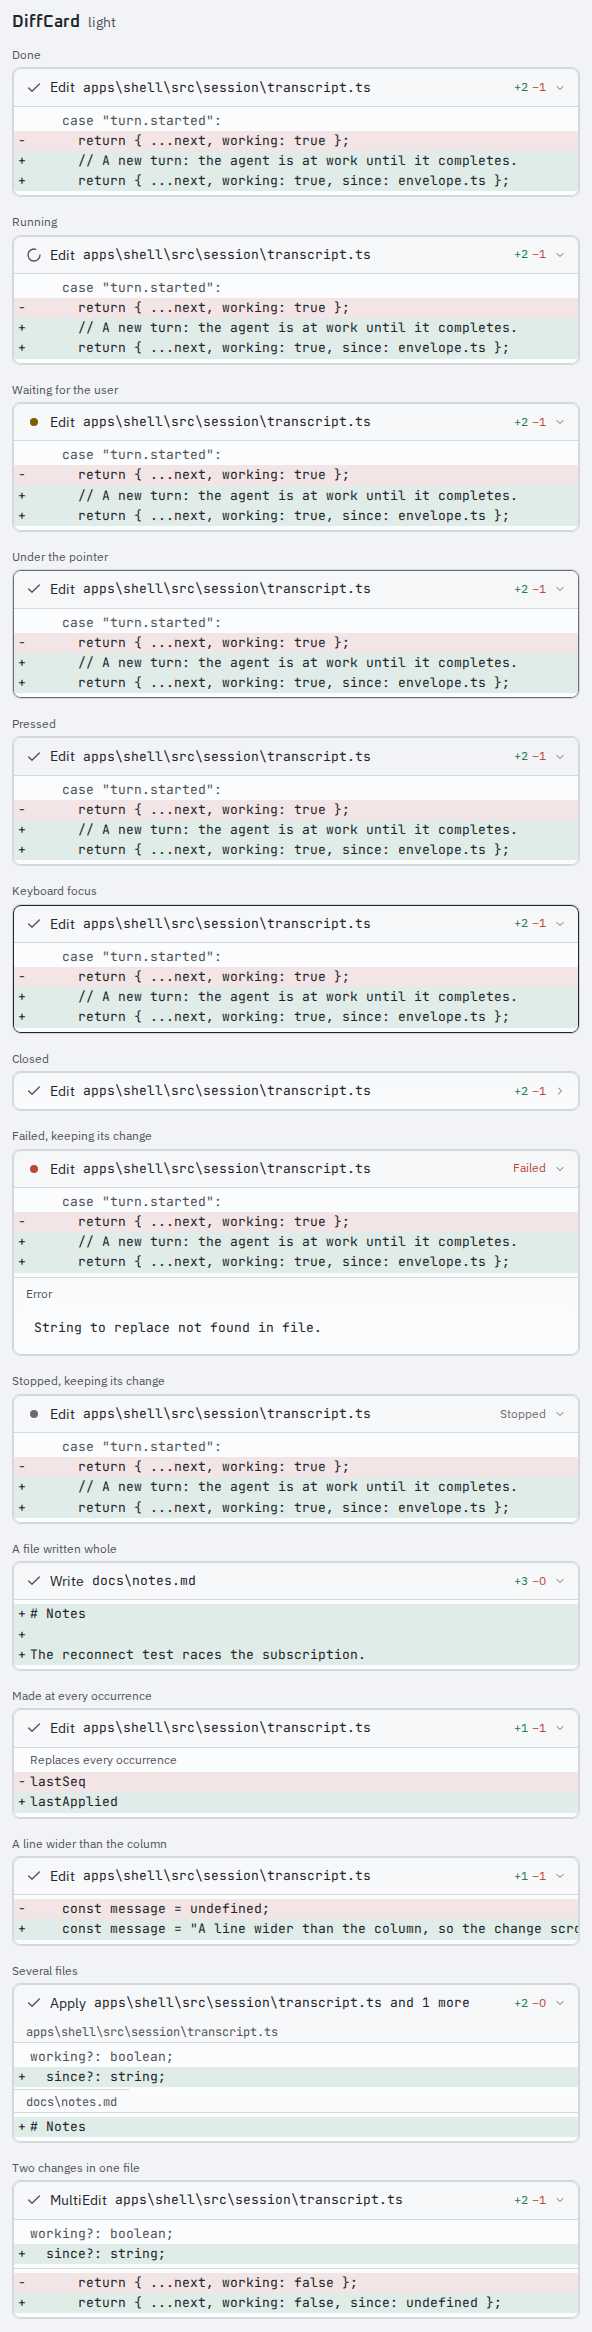 DiffCard light
Done
Edit apps\shell\src\session\transcript.ts +2 −1
case "turn.started":
- return { ...next, working: true };
+ // A new turn: the agent is at work until it completes.
+ return { ...next, working: true, since: envelope.ts };
Running
Edit apps\shell\src\session\transcript.ts +2 −1
case "turn.started":
- return { ...next, working: true };
+ // A new turn: the agent is at work until it completes.
+ return { ...next, working: true, since: envelope.ts };
Waiting for the user
Edit apps\shell\src\session\transcript.ts +2 −1
case "turn.started":
- return { ...next, working: true };
+ // A new turn: the agent is at work until it completes.
+ return { ...next, working: true, since: envelope.ts };
Under the pointer
Edit apps\shell\src\session\transcript.ts +2 −1
case "turn.started":
- return { ...next, working: true };
+ // A new turn: the agent is at work until it completes.
+ return { ...next, working: true, since: envelope.ts };
Pressed
Edit apps\shell\src\session\transcript.ts +2 −1
case "turn.started":
- return { ...next, working: true };
+ // A new turn: the agent is at work until it completes.
+ return { ...next, working: true, since: envelope.ts };
Keyboard focus
Edit apps\shell\src\session\transcript.ts +2 −1
case "turn.started":
- return { ...next, working: true };
+ // A new turn: the agent is at work until it completes.
+ return { ...next, working: true, since: envelope.ts };
Closed
Edit apps\shell\src\session\transcript.ts +2 −1
Failed, keeping its change
Edit apps\shell\src\session\transcript.ts Failed
case "turn.started":
- return { ...next, working: true };
+ // A new turn: the agent is at work until it completes.
+ return { ...next, working: true, since: envelope.ts };
Error
String to replace not found in file.
Stopped, keeping its change
Edit apps\shell\src\session\transcript.ts Stopped
case "turn.started":
- return { ...next, working: true };
+ // A new turn: the agent is at work until it completes.
+ return { ...next, working: true, since: envelope.ts };
A file written whole
Write docs\notes.md +3 −0
+ # Notes
+
+ The reconnect test races the subscription.
Made at every occurrence
Edit apps\shell\src\session\transcript.ts +1 −1
Replaces every occurrence
- lastSeq
+ lastApplied
A line wider than the column
Edit apps\shell\src\session\transcript.ts +1 −1
- const message = undefined;
+ const message = "A line wider than the column, so the change scro
Several files
Apply apps\shell\src\session\transcript.ts and 1 more +2 −0
apps\shell\src\session\transcript.ts
working?: boolean;
+ since?: string;
docs\notes.md
+ # Notes
Two changes in one file
MultiEdit apps\shell\src\session\transcript.ts +2 −1
working?: boolean;
+ since?: string;
- return { ...next, working: false };
+ return { ...next, working: false, since: undefined };